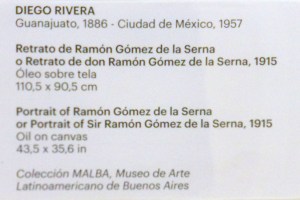 DIEGO RIVERA
Guanajuato, 1886 - Ciudad de México, 1957
Retrato de Ramón Gómez de la Serna
o Retrato de don Ramón Gómez de la Serna, 1915
Óleo sobre tela
110,5 x 90,5 cm
Portrait of Ramón Gómez de la Serna
or Portrait of Sir Ramón Gómez de la Serna, 1915
Oil on canvas
43,5 x 35,6 in
Colección MALBA, Museo de Arte
Latinoamericano de Buenos Aires